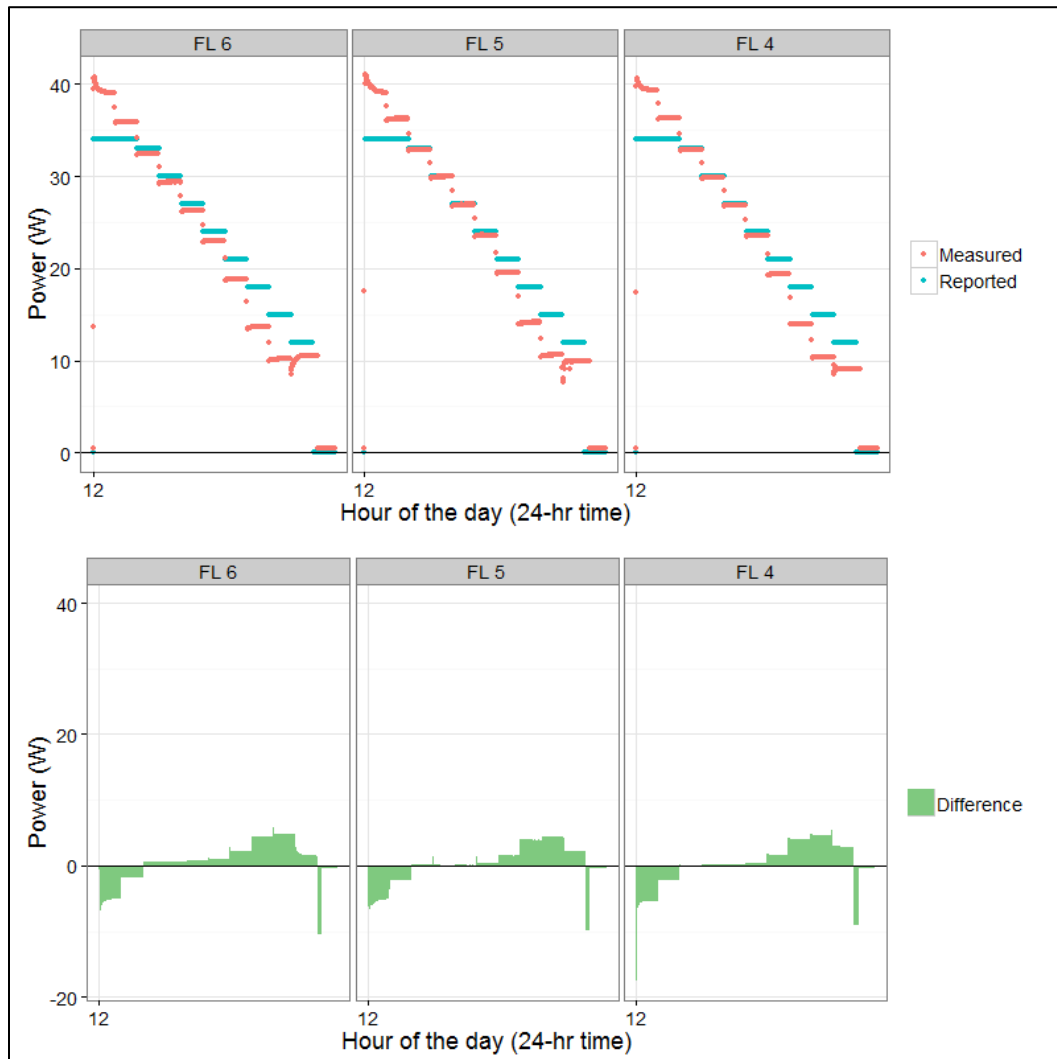 FL 6 FL 5 FL 4
40
30
20
10
0
Power (W)
Measured
Reported
12 12 12
Hour of the day (24-hr time)
FL 6 FL 5 FL 4
40
20
0
-20
Power (W)
Difference
12 12 12
Hour of the day (24-hr time)